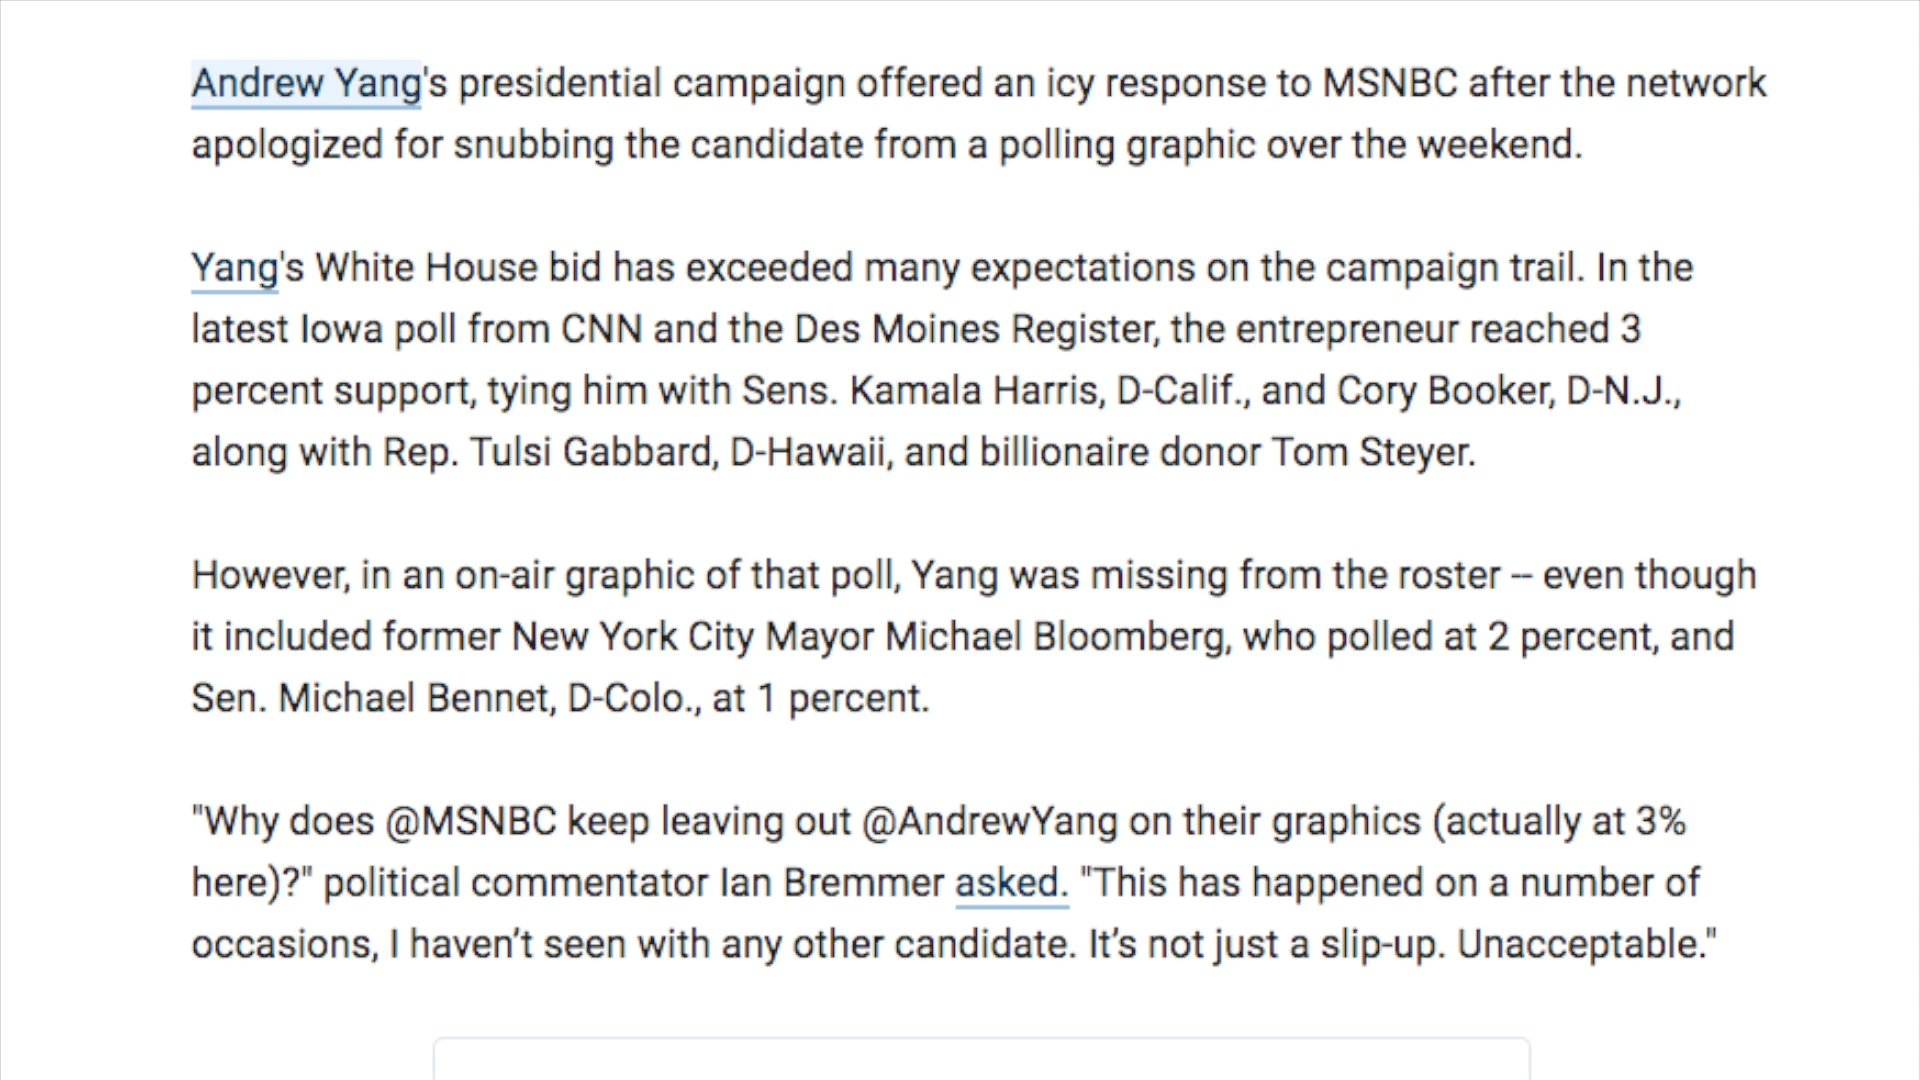 Andrew Yang's presidential campaign offered an icy response to MSNBC after the network
apologized for snubbing the candidate from a polling graphic over the weekend.
Yang's White House bid has exceeded many expectations on the campaign trail. In the
latest Iowa poll from CNN and the Des Moines Register, the entrepreneur reached 3
percent support, tying him with Sens. Kamala Harris, D-Calif., and Cory Booker, D-N.J.,
along with Rep. Tulsi Gabbard, D-Hawaii, and billionaire donor Tom Steyer.
However, in an on-air graphic of that poll, Yang was missing from the roster -- even though
it included former New York City Mayor Michael Bloomberg, who polled at 2 percent, and
Sen. Michael Bennet, D-Colo., at 1 percent.
"Why does @MSNBC keep leaving out @AndrewYang on their graphics (actually at 3%
here)?" political commentator Ian Bremmer asked. "This has happened on a number of
occasions, I haven’t seen with any other candidate. It’s not just a slip-up. Unacceptable."